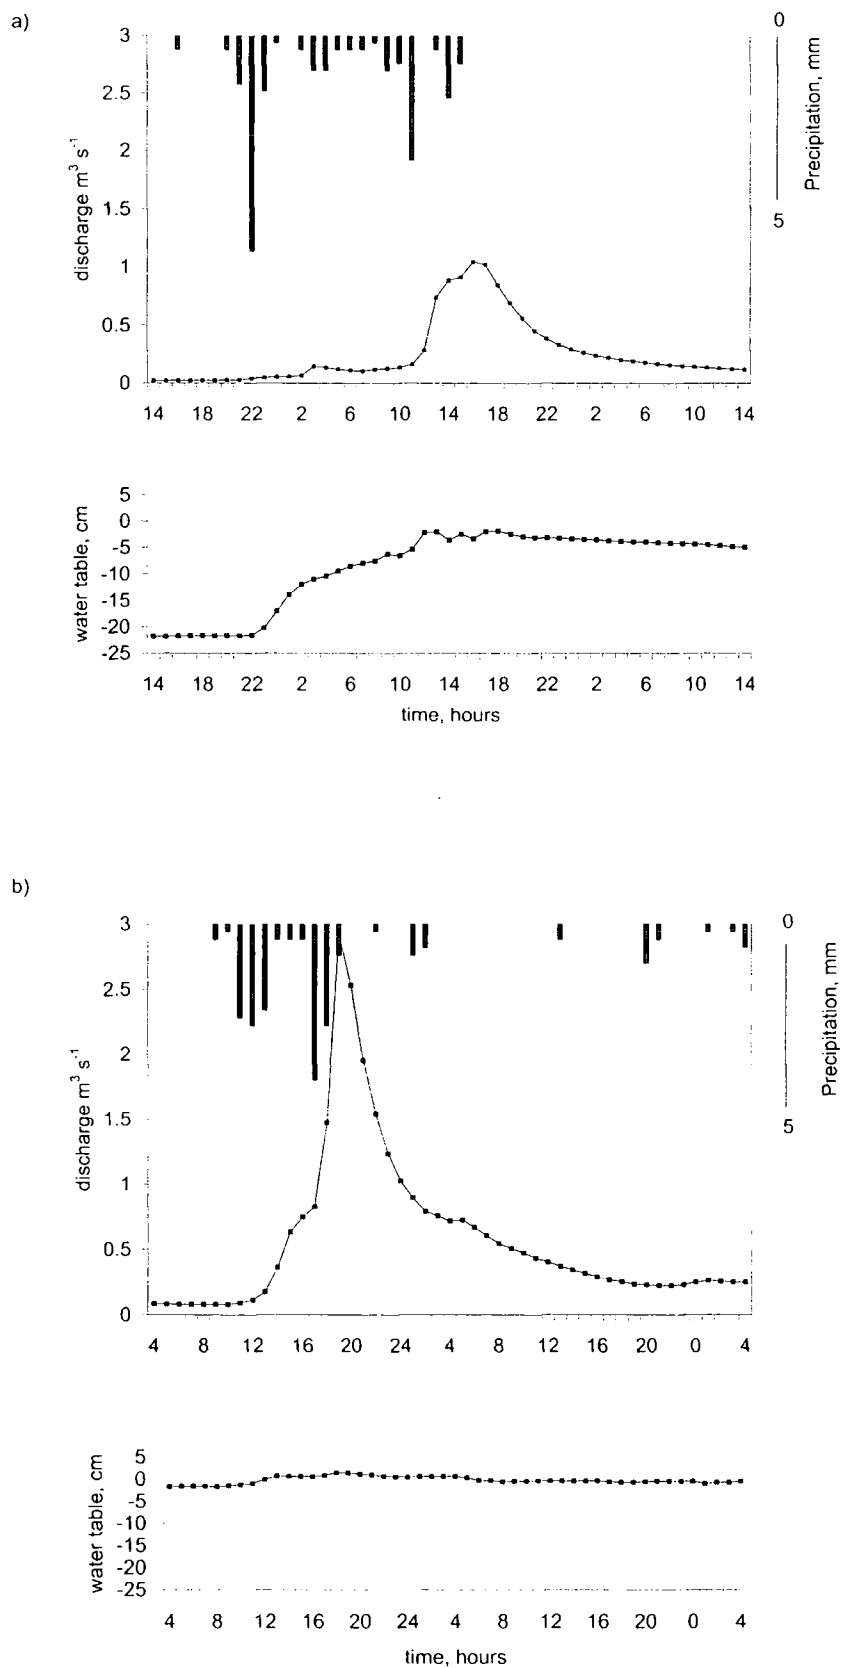 a)
0
3
2.5
2
1.5
1
0.5
0
discharge m³ s⁻¹
Precipitation, mm
5
14 18 22 2 6 10 14 18 22 2 6 10 14
5
0
-5
-10
-15
-20
-25
water table, cm
14 18 22 2 6 10 14 18 22 2 6 10 14
time, hours
b)
0
3
2.5
2
1.5
1
0.5
0
discharge m³ s⁻¹
Precipitation, mm
5
4 8 12 16 20 24 4 8 12 16 20 0 4
5
0
-5
-10
-15
-20
-25
water table, cm
4 8 12 16 20 24 4 8 12 16 20 0 4
time, hours